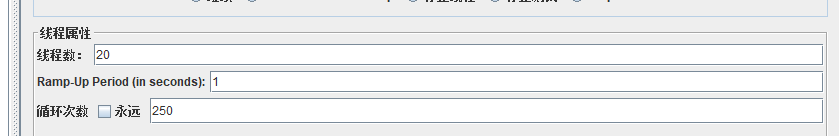 线程属性
线程数： 20
Ramp-Up Period (in seconds): 1
循环次数 永远 250